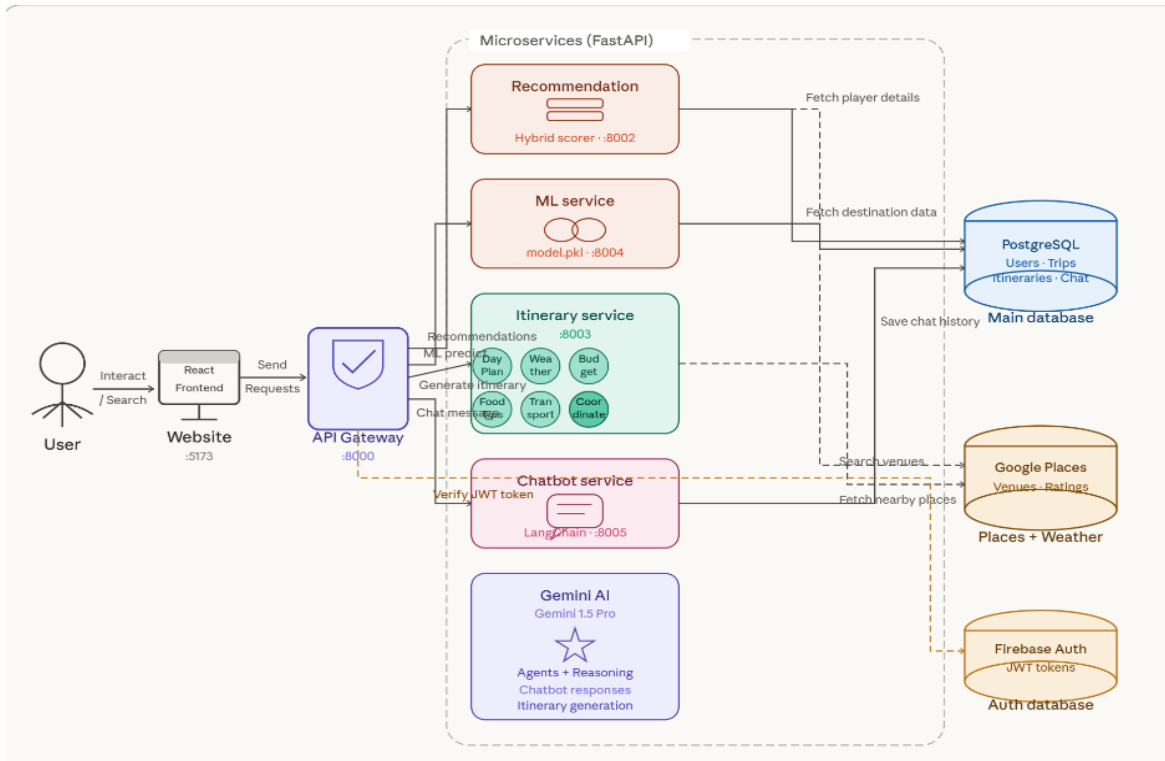 Microservices (FastAPI)
Recommendation
Hybrid scorer · :8002
Fetch player details
ML service
model.pkl · :8004
Fetch destination data
PostgreSQL
Users · Trips
Itineraries · Chat
Main database
Itinerary service
:8003
Day
Plan
Wea
ther
Bud
get
Food
Tran
sport
Coor
dinate
Recommendations
ML predict
Generate itinerary
Chat message
Save chat history
User
Interact
/ Search
React
Frontend
Website
:5173
Send
Requests
API Gateway
:8000
Verify JWT token
Chatbot service
LangChain · :8005
Search venues
Fetch nearby places
Google Places
Venues · Ratings
Places + Weather
Gemini AI
Gemini 1.5 Pro
Agents + Reasoning
Chatbot responses
Itinerary generation
Firebase Auth
JWT tokens
Auth database